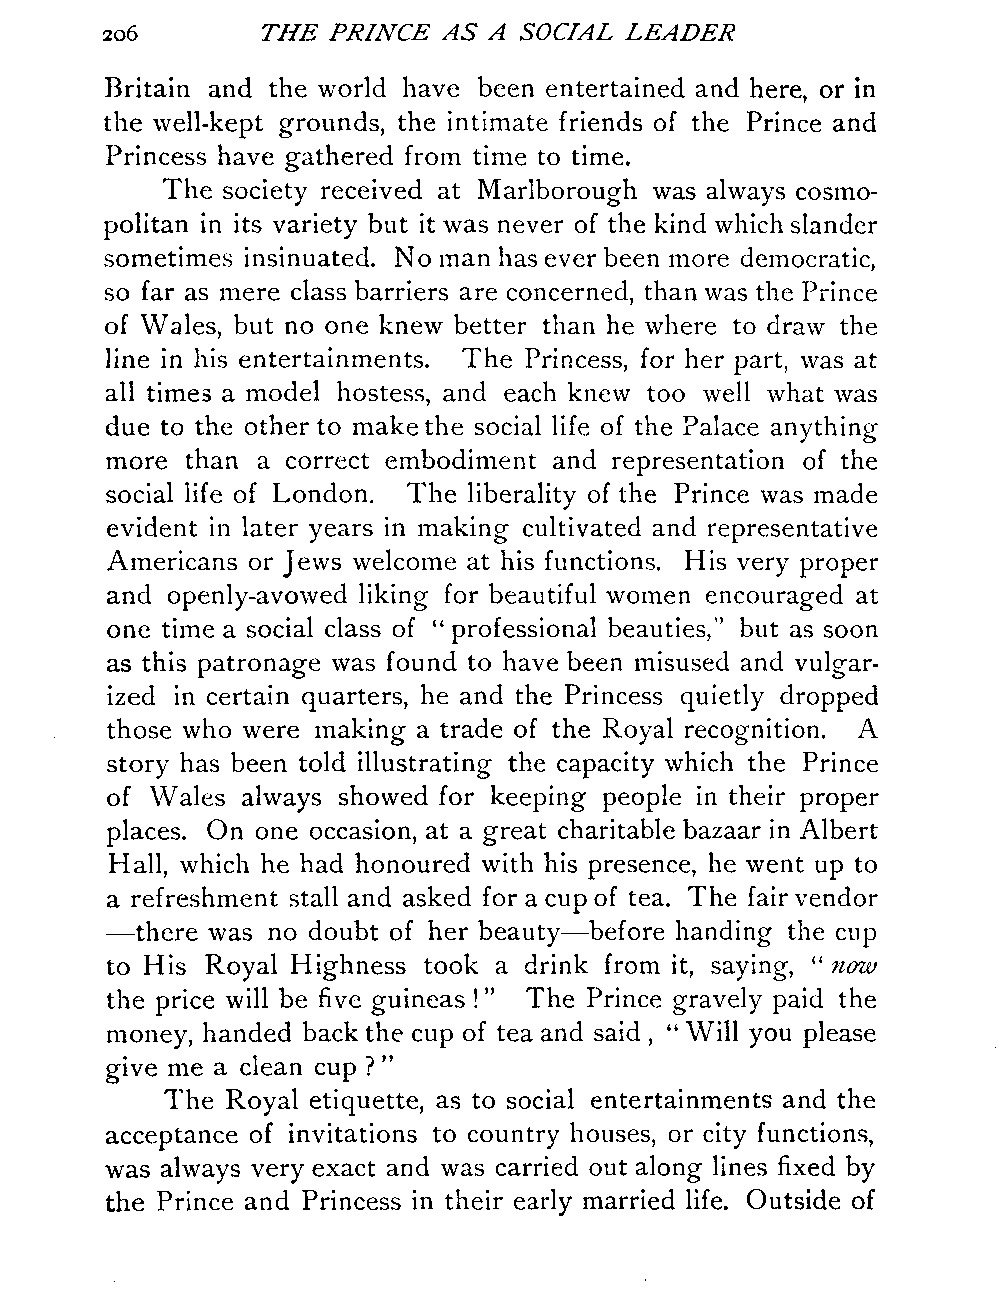 206 THE PRINCE AS A SOCIAL LEADER
Britain and the world have been entertained and here, or in
the well-kept grounds, the intimate friends of the Prince and
Princess have gathered from time to time.
The society received at Marlborough was always cosmo-
politan in its variety but it was never of the kind which slander
sometimes insinuated. No man has ever been more democratic,
so far as mere class barriers are concerned, than was the Prince
of Wales, but no one knew better than he where to draw the
line in his entertainments. The Princess, for her part, was at
all times a model hostess, and each knew too well what was
due to the other to make the social life of the Palace anything
more than a correct embodiment and representation of the
social life of London. The liberality of the Prince was made
evident in later years in making cultivated and representative
Americans or Jews welcome at his functions. His very proper
and openly-avowed liking for beautiful women encouraged at
one time a social class of "professional beauties," but as soon
as this patronage was found to have been misused and vulgar-
ized in certain quarters, he and the Princess quietly dropped
those who were making a trade of the Royal recognition. A
story has been told illustrating the capacity which the Prince
of Wales always showed for keeping people in their proper
places. On one occasion, at a great charitable bazaar in Albert
Hall, which he had honoured with his presence, he went up to
a refreshment stall and asked for a cup of tea. The fair vendor
—there was no doubt of her beauty—before handing the cup
to His Royal Highness took a drink from it, saying, "now
the price will be five guineas!" The Prince gravely paid the
money, handed back the cup of tea and said, "Will you please
give me a clean cup?"
The Royal etiquette, as to social entertainments and the
acceptance of invitations to country houses, or city functions,
was always very exact and was carried out along lines fixed by
the Prince and Princess in their early married life. Outside of